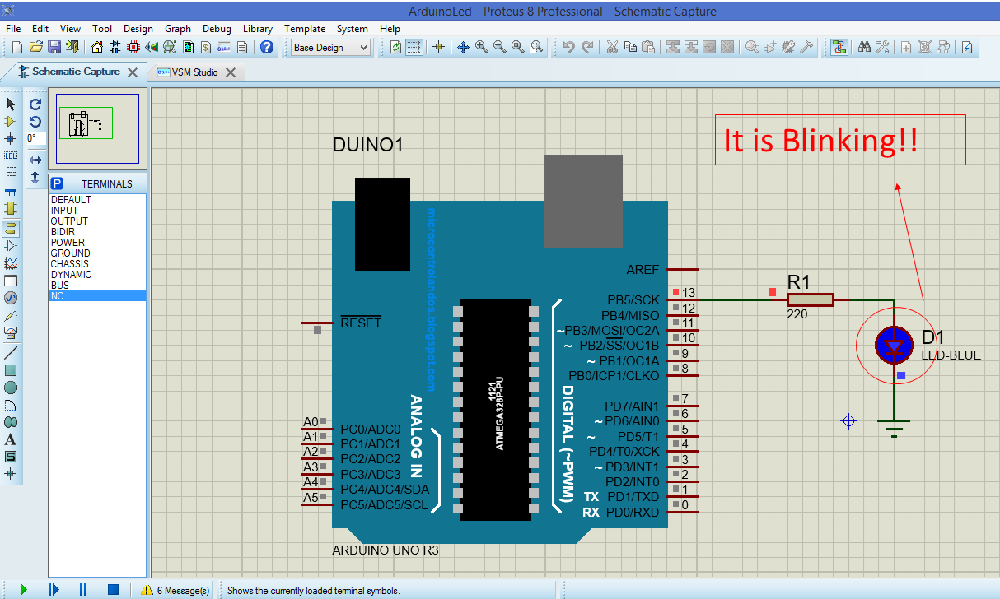 ArduinoLed - Proteus 8 Professional - Schematic Capture
File Edit View Tool Design Graph Debug Library Template System Help
Base Design
Schematic Capture
VSM Studio
0°
LBL
P TERMINALS
DEFAULT
INPUT
OUTPUT
BIDIR
POWER
GROUND
CHASSIS
DYNAMIC
BUS
NC
A
S
It is Blinking!!
DUINO1
microcontrolandos.blogspot.com
AREF
RESET
PB5/SCK 13
PB4/MISO 12
~PB3/MOSI/OC2A 11
~ PB2/SS/OC1B 10
~ PB1/OC1A 9
PB0/ICP1/CLKO 8
PD7/AIN1 7
~ PD6/AIN0 6
~ PD5/T1 5
PD4/T0/XCK 4
~ PD3/INT1 3
PD2/INT0 2
TX PD1/TXD 1
RX PD0/RXD 0
DIGITAL (~PWM)
1121
ATMEGA328P-PU
ANALOG IN
A0 PC0/ADC0
A1 PC1/ADC1
A2 PC2/ADC2
A3 PC3/ADC3
A4 PC4/ADC4/SDA
A5 PC5/ADC5/SCL
ARDUINO UNO R3
R1
220
D1
LED-BLUE
6 Message(s) Shows the currently loaded terminal symbols.